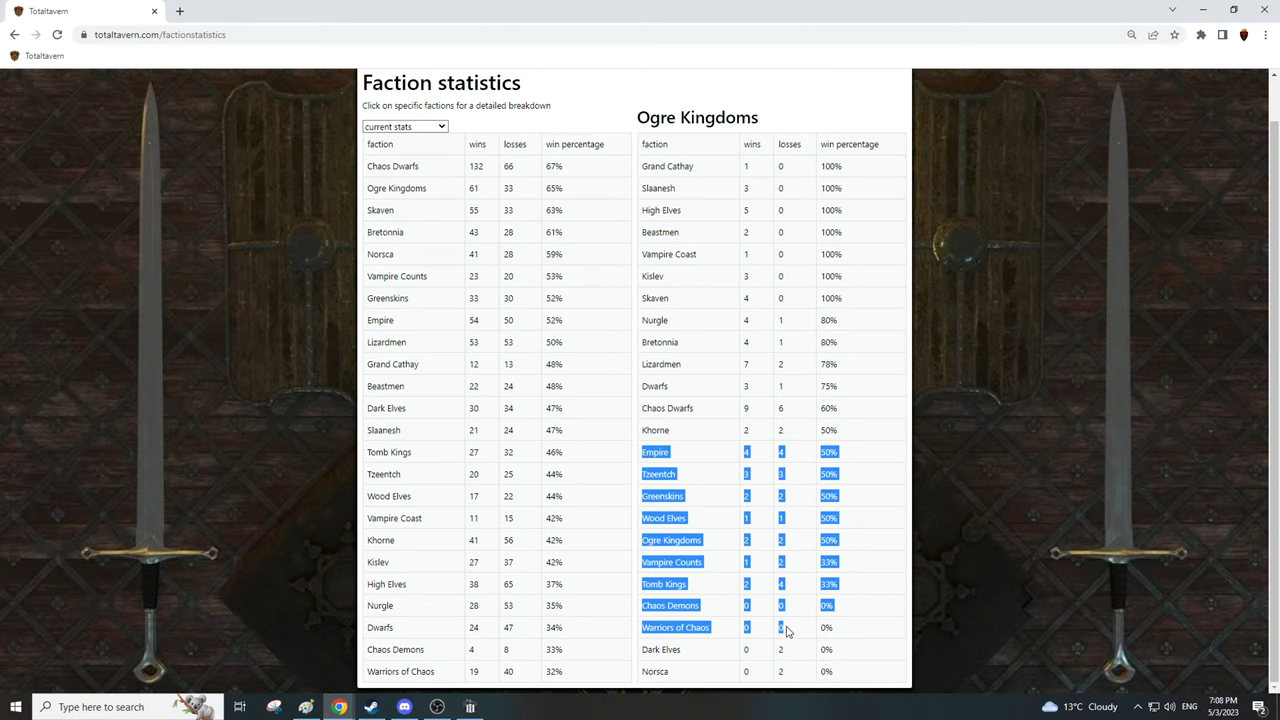 Totaltavern
totaltavern.com/factionstatistics
Totaltavern
Faction statistics
Click on specific factions for a detailed breakdown
current stats
faction wins losses win percentage
Chaos Dwarfs 132 66 67%
Ogre Kingdoms 61 33 65%
Skaven 55 33 63%
Bretonnia 43 28 61%
Norsca 41 28 59%
Vampire Counts 23 20 53%
Greenskins 33 30 52%
Empire 54 50 52%
Lizardmen 53 53 50%
Grand Cathay 12 13 48%
Beastmen 22 24 48%
Dark Elves 30 34 47%
Slaanesh 21 24 47%
Tomb Kings 27 32 46%
Tzeentch 20 25 44%
Wood Elves 17 22 44%
Vampire Coast 11 15 42%
Khorne 41 56 42%
Kislev 27 37 42%
High Elves 38 65 37%
Nurgle 28 53 35%
Dwarfs 24 47 34%
Chaos Demons 4 8 33%
Warriors of Chaos 19 40 32%
Ogre Kingdoms
faction wins losses win percentage
Grand Cathay 1 0 100%
Slaanesh 3 0 100%
High Elves 5 0 100%
Beastmen 2 0 100%
Vampire Coast 1 0 100%
Kislev 3 0 100%
Skaven 4 0 100%
Nurgle 4 1 80%
Bretonnia 4 1 80%
Lizardmen 7 2 78%
Dwarfs 3 1 75%
Chaos Dwarfs 9 6 60%
Khorne 2 2 50%
Empire 4 4 50%
Tzeentch 3 3 50%
Greenskins 2 2 50%
Wood Elves 1 1 50%
Ogre Kingdoms 2 2 50%
Vampire Counts 1 2 33%
Tomb Kings 2 4 33%
Chaos Demons 0 0 0%
Warriors of Chaos 0 0 0%
Dark Elves 0 2 0%
Norsca 0 2 0%
Type here to search
13°C Cloudy
ENG
7:08 PM
5/3/2023
2